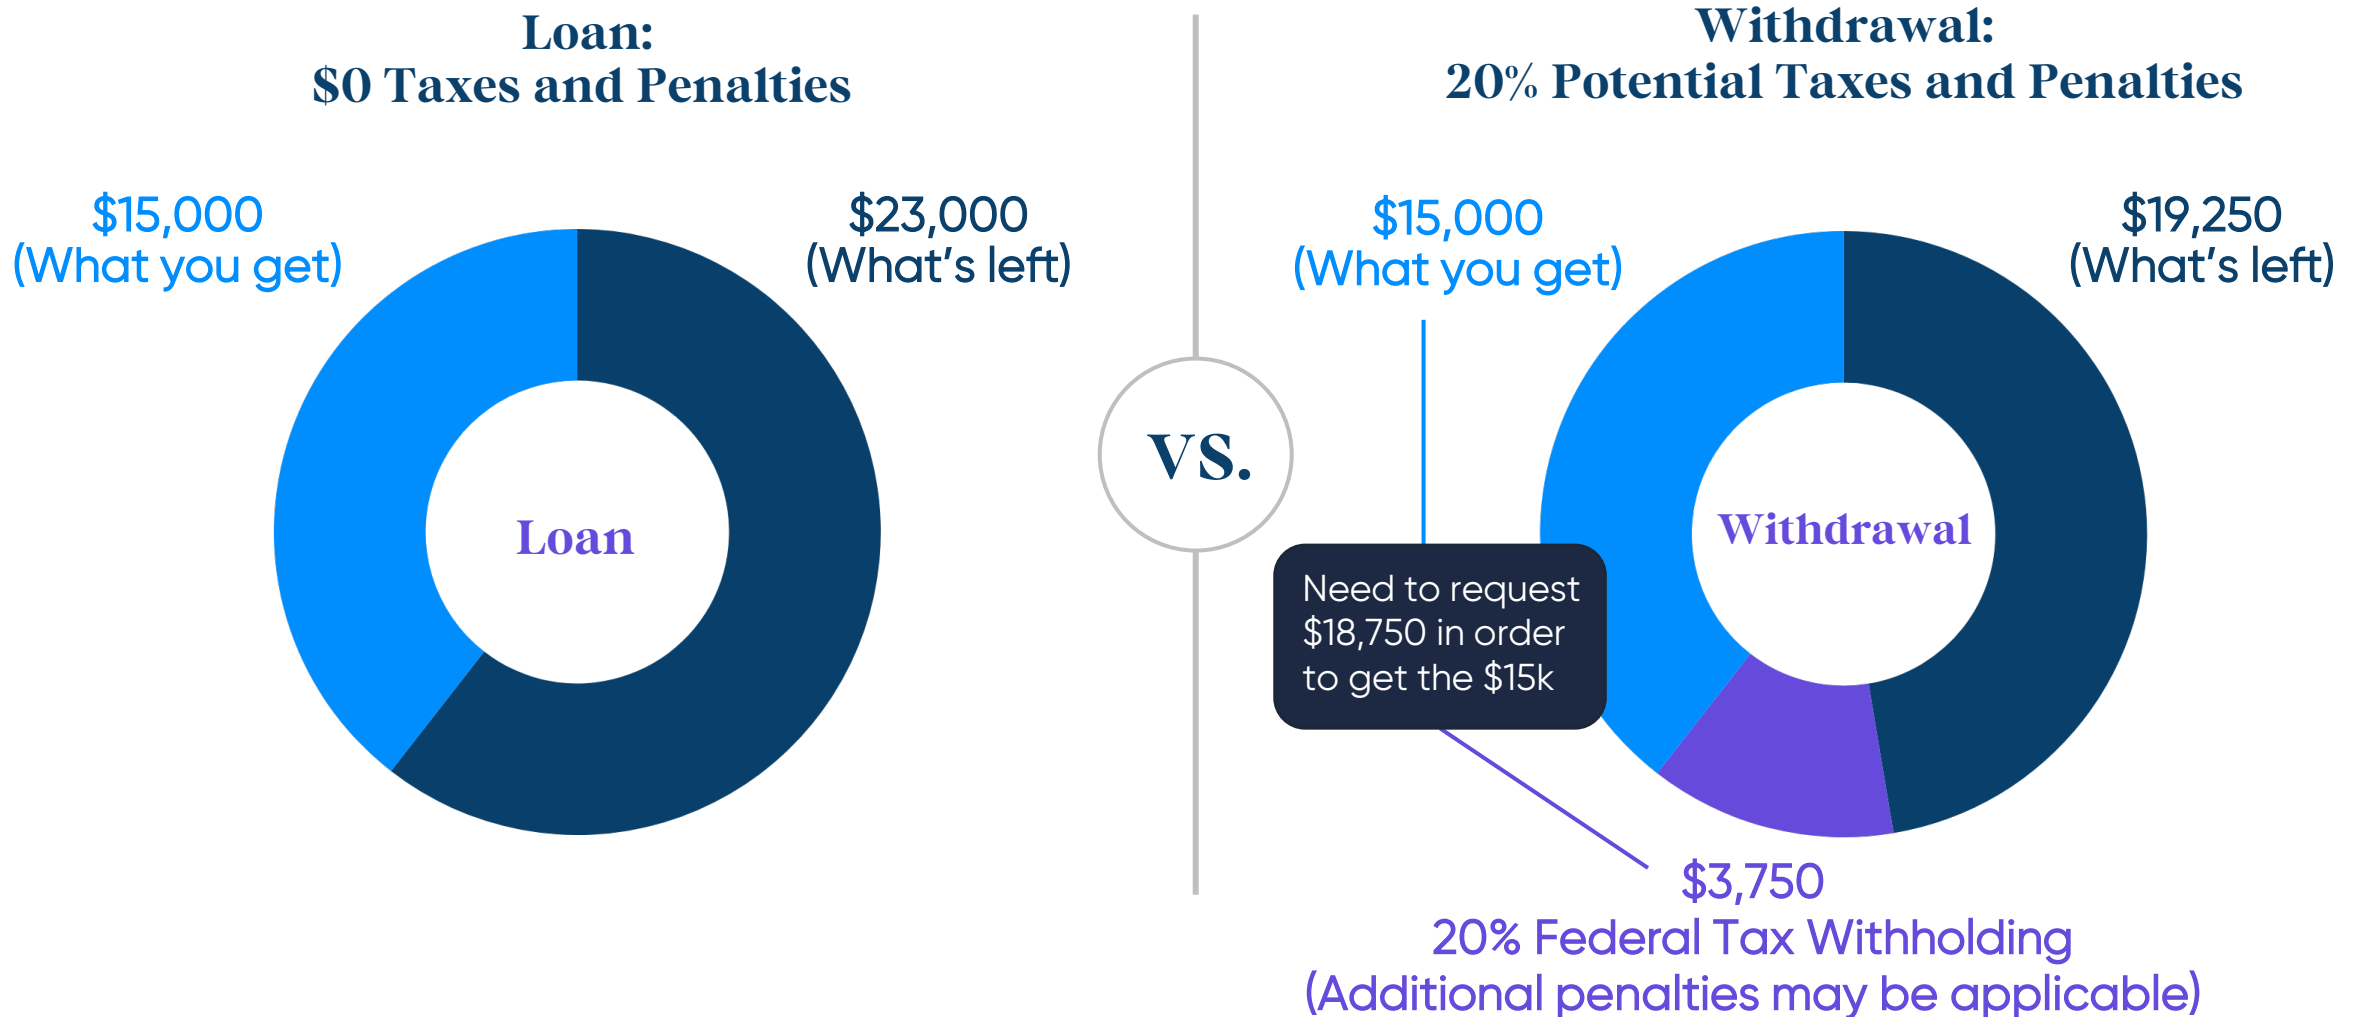 Loan:
$0 Taxes and Penalties
$15,000
(What you get)
$23,000
(What's left)
Loan
vs.
Withdrawal:
20% Potential Taxes and Penalties
$15,000
(What you get)
$19,250
(What's left)
Withdrawal
Need to request
$18,750 in order
to get the $15k
$3,750
20% Federal Tax Withholding
(Additional penalties may be applicable)